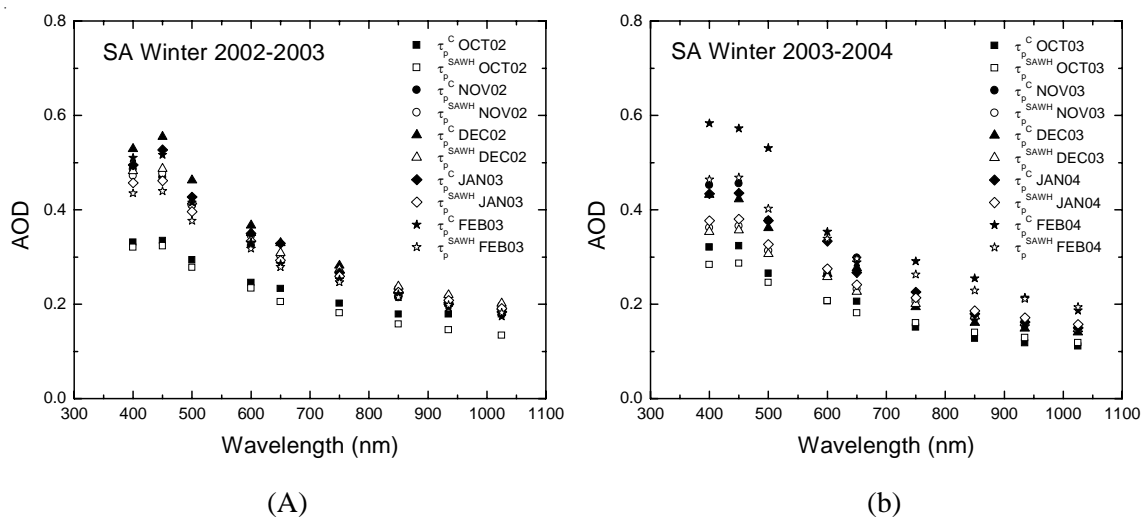 SA Winter 2002-2003
τpC OCT02
τpSAWH OCT02
τpC NOV02
τpSAWH NOV02
τpC DEC02
τpSAWH DEC02
τpC JAN03
τpSAWH JAN03
τpC FEB03
τpSAWH FEB03
0.8
0.6
0.4
0.2
0.0
AOD
300 400 500 600 700 800 900 1000 1100
Wavelength (nm)
(A)
SA Winter 2003-2004
τpC OCT03
τpSAWH OCT03
τpC NOV03
τpSAWH NOV03
τpC DEC03
τpSAWH DEC03
τpC JAN04
τpSAWH JAN04
τpC FEB04
τpSAWH FEB04
0.8
0.6
0.4
0.2
0.0
AOD
300 400 500 600 700 800 900 1000 1100
Wavelength (nm)
(b)